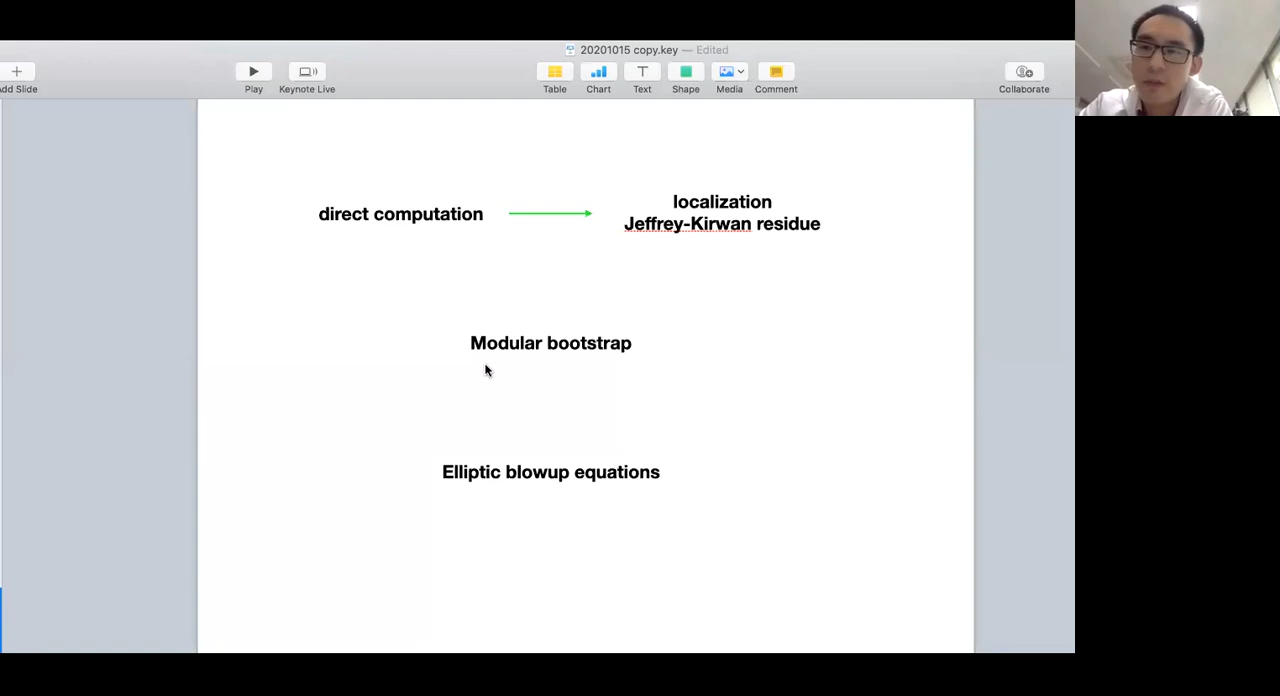 20201015 copy.key — Edited
Add Slide
Play
Keynote Live
Table
Chart
Text
Shape
Media
Comment
Collaborate
direct computation
localization
Jeffrey-Kirwan residue
Modular bootstrap
Elliptic blowup equations